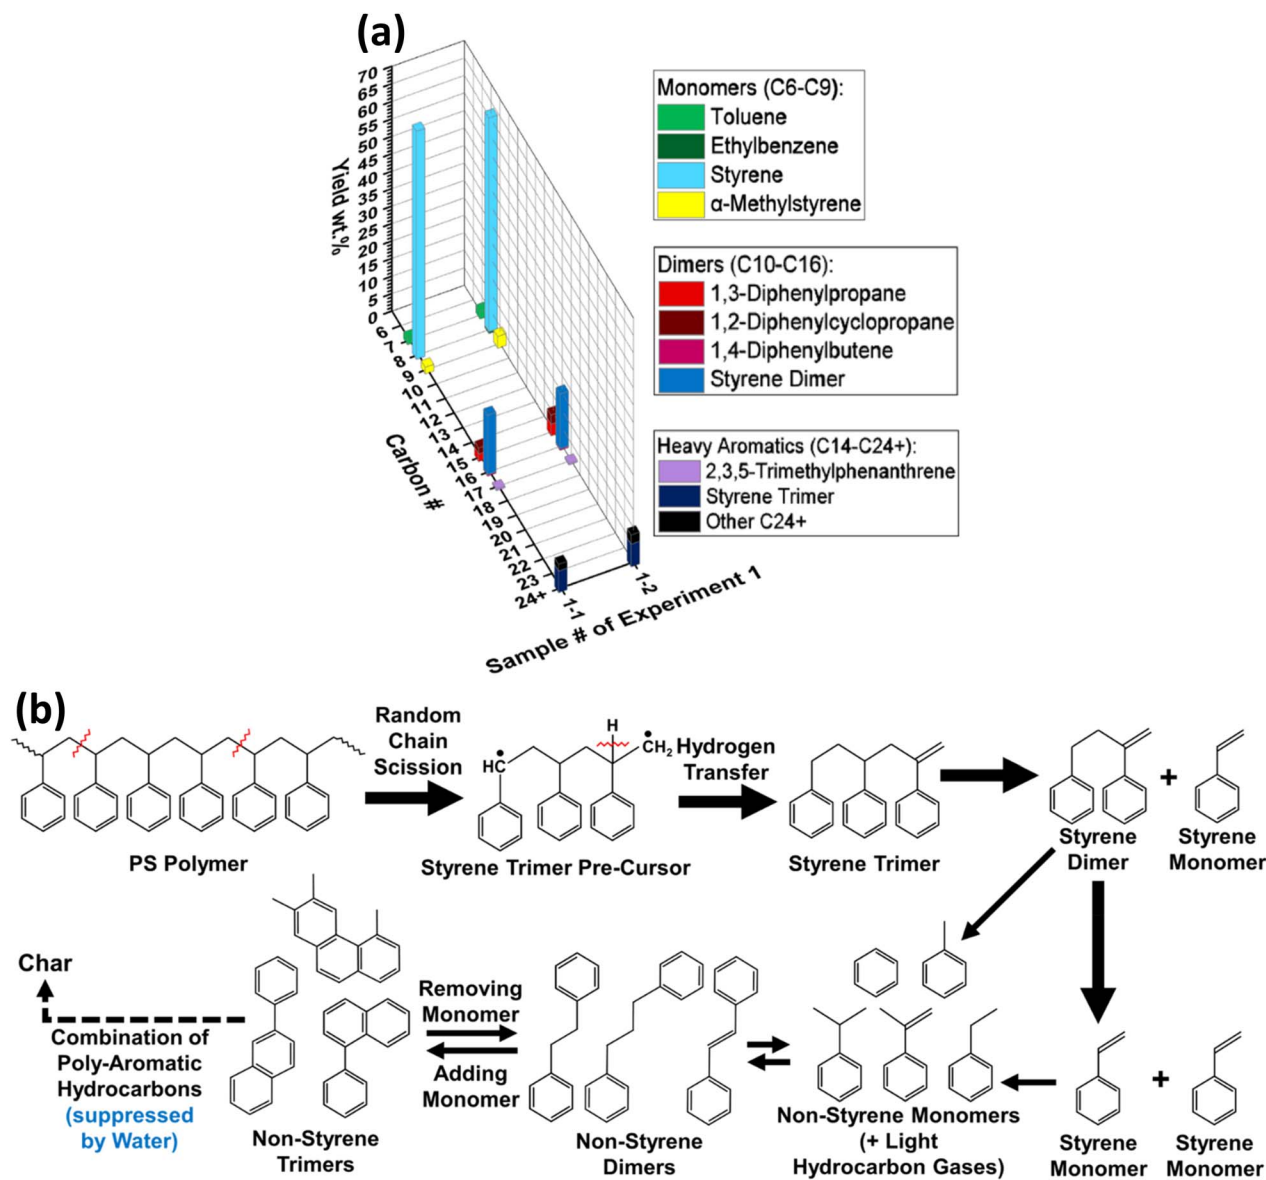 (a)
70
65
60
55
50
45
40
35
30
25
20
15
10
5
0
Yield wt.%
6
7
8
9
10
11
12
13
14
15
16
17
18
19
20
21
22
23
24+
Carbon #
1-1
1-2
Sample # of Experiment 1
Monomers (C6-C9):
Toluene
Ethylbenzene
Styrene
α-Methylstyrene
Dimers (C10-C16):
1,3-Diphenylpropane
1,2-Diphenylcyclopropane
1,4-Diphenylbutene
Styrene Dimer
Heavy Aromatics (C14-C24+):
2,3,5-Trimethylphenanthrene
Styrene Trimer
Other C24+
(b)
PS Polymer
Random
Chain
Scission
HC
H
CH2
Styrene Trimer Pre-Cursor
Hydrogen
Transfer
Styrene Trimer
+
Styrene
Dimer
Styrene
Monomer
Char
Combination of
Poly-Aromatic
Hydrocarbons
(suppressed
by Water)
Non-Styrene
Trimers
Removing
Monomer
Adding
Monomer
Non-Styrene
Dimers
Non-Styrene Monomers
(+ Light
Hydrocarbon Gases)
+
Styrene
Monomer
Styrene
Monomer